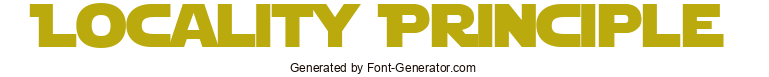 LOCALITY PRINCIPLE
Generated by Font-Generator.com